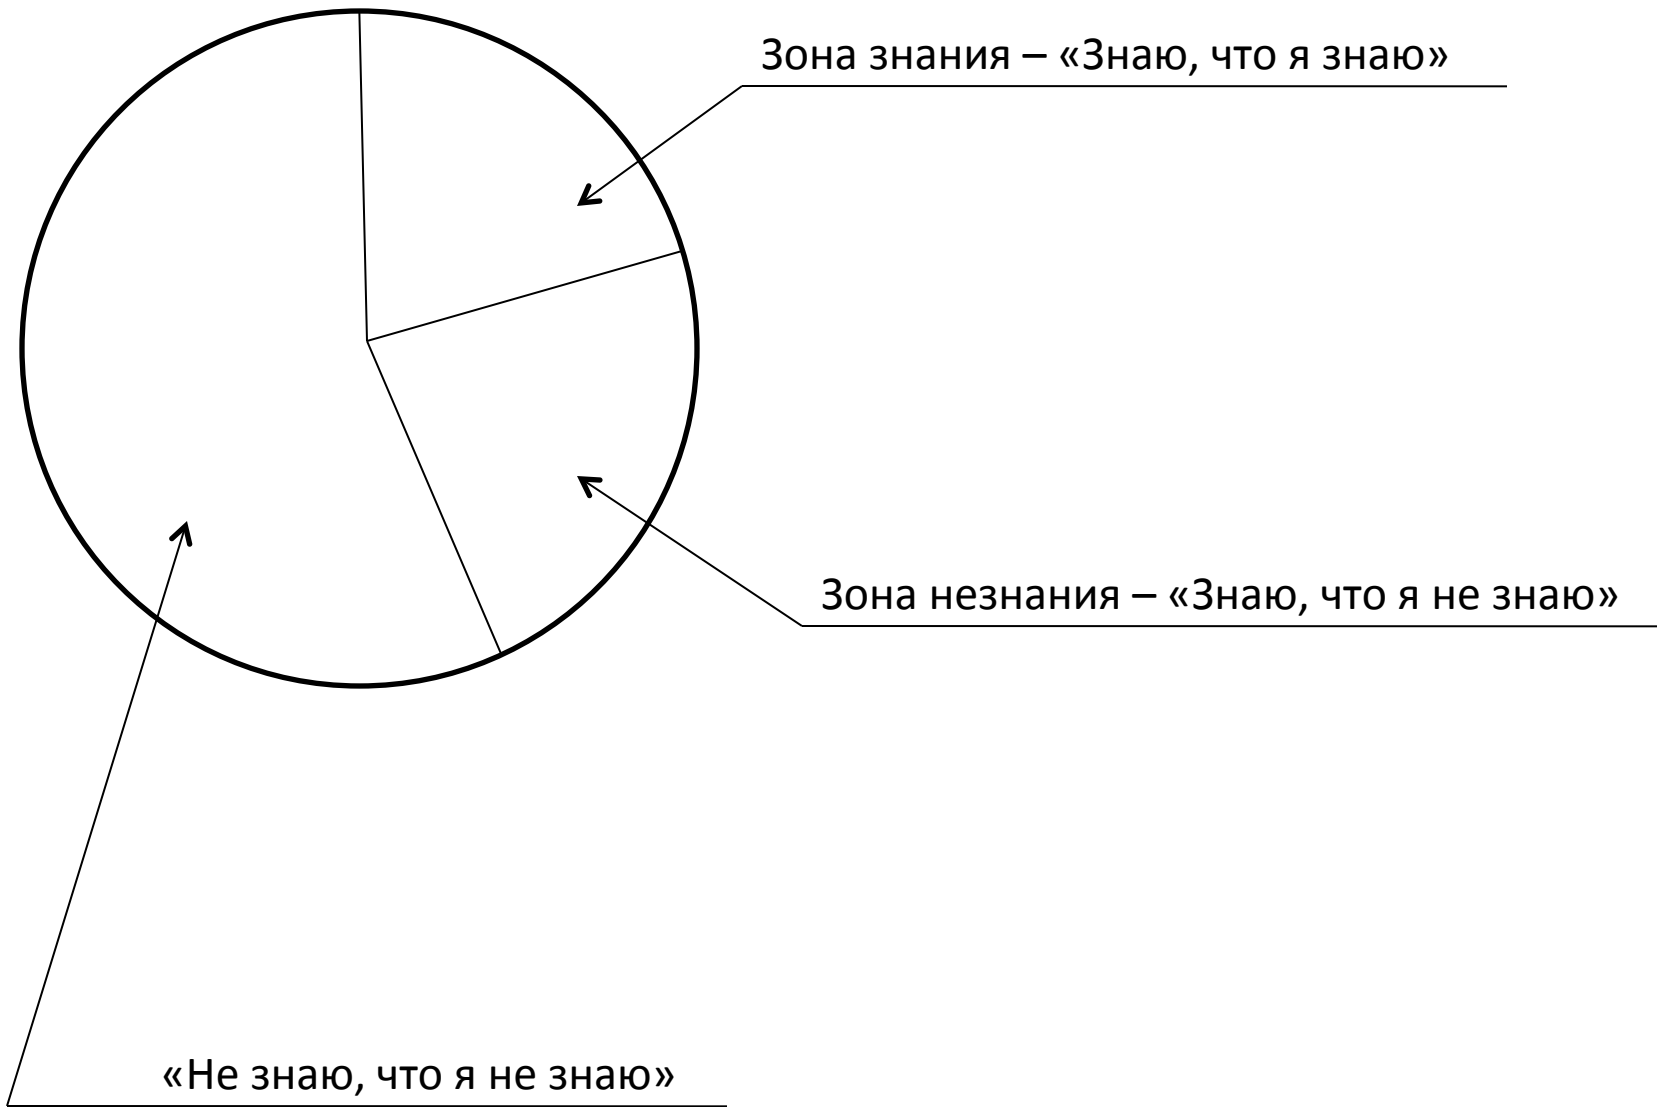 Зона знания – «Знаю, что я знаю»
Зона незнания – «Знаю, что я не знаю»
«Не знаю, что я не знаю»